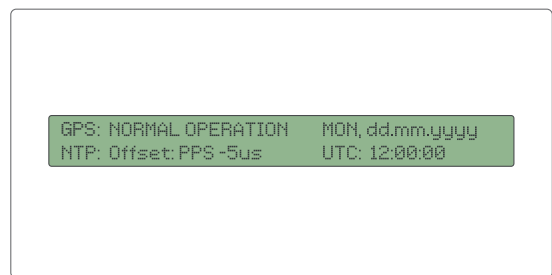 GPS: NORMAL OPERATION MON, dd.mm.yyyy
NTP: Offset: PPS -5us UTC: 12:00:00